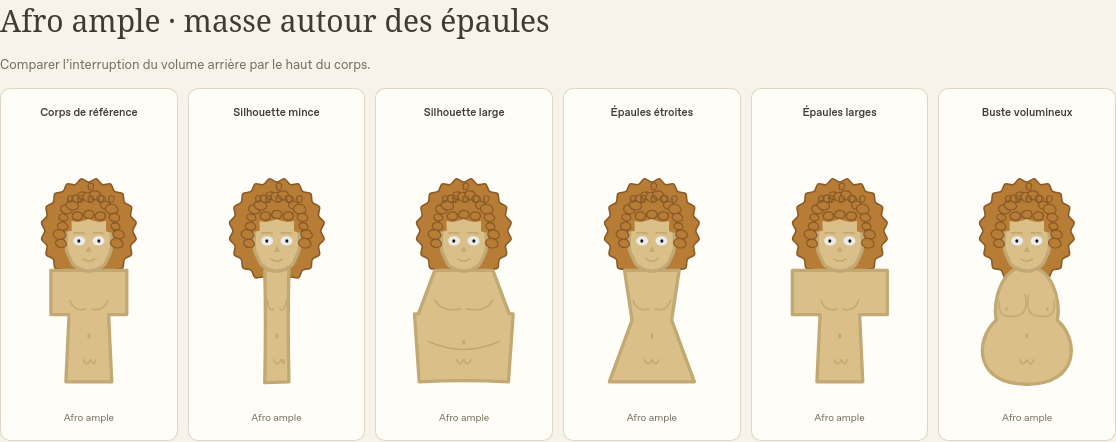 Afro ample · masse autour des épaules
Comparer l’interruption du volume arrière par le haut du corps.
Corps de référence
Silhouette mince
Silhouette large
Épaules étroites
Épaules larges
Buste volumineux
Afro ample
Afro ample
Afro ample
Afro ample
Afro ample
Afro ample